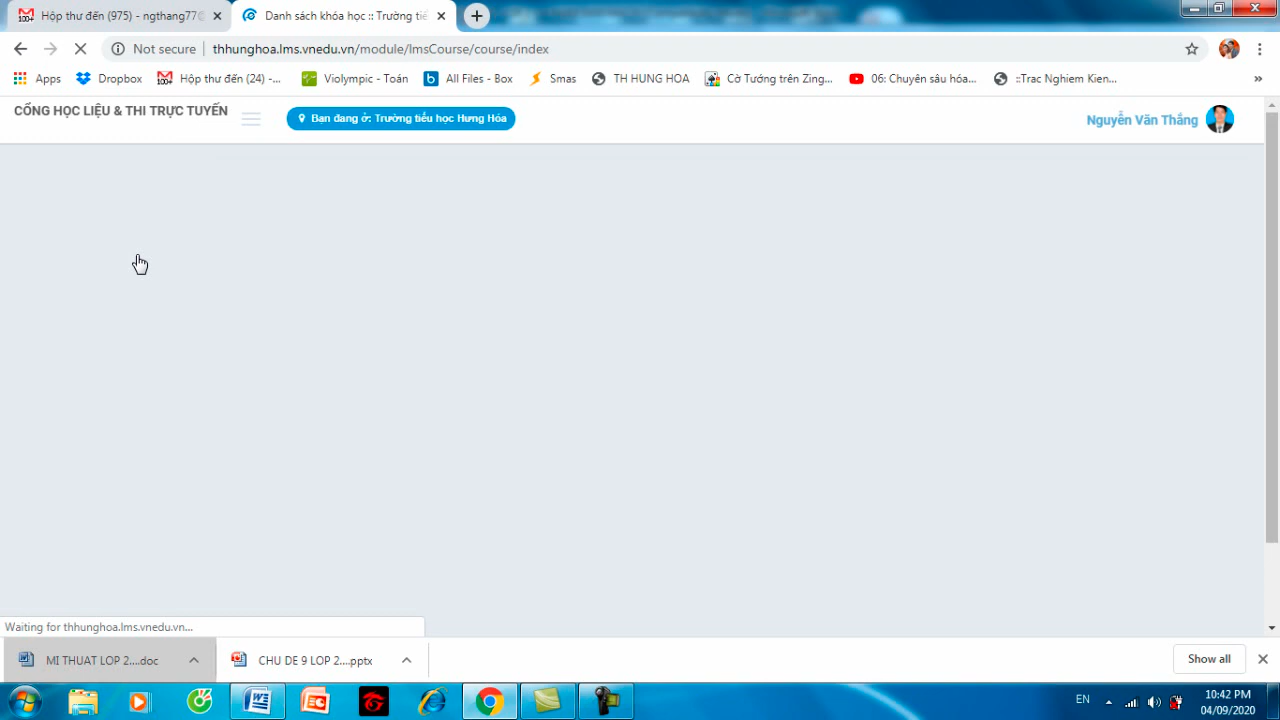 Hộp thư đến (975) - ngthang77@
Danh sách khóa học :: Trường tiể
Not secure
thhunghoa.lms.vnedu.vn/module/lmsCourse/course/index
Apps
Dropbox
Hộp thư đến (24) -...
Violympic - Toán
All Files - Box
Smas
TH HUNG HOA
Cờ Tướng trên Zing...
06: Chuyên sâu hóa...
::Trac Nghiem Kien...
CỔNG HỌC LIỆU & THI TRỰC TUYẾN
Bạn đang ở: Trường tiểu học Hưng Hóa
Nguyễn Văn Thắng
Waiting for thhunghoa.lms.vnedu.vn...
MI THUAT LOP 2....doc
CHU DE 9 LOP 2....pptx
Show all
EN
10:42 PM
04/09/2020